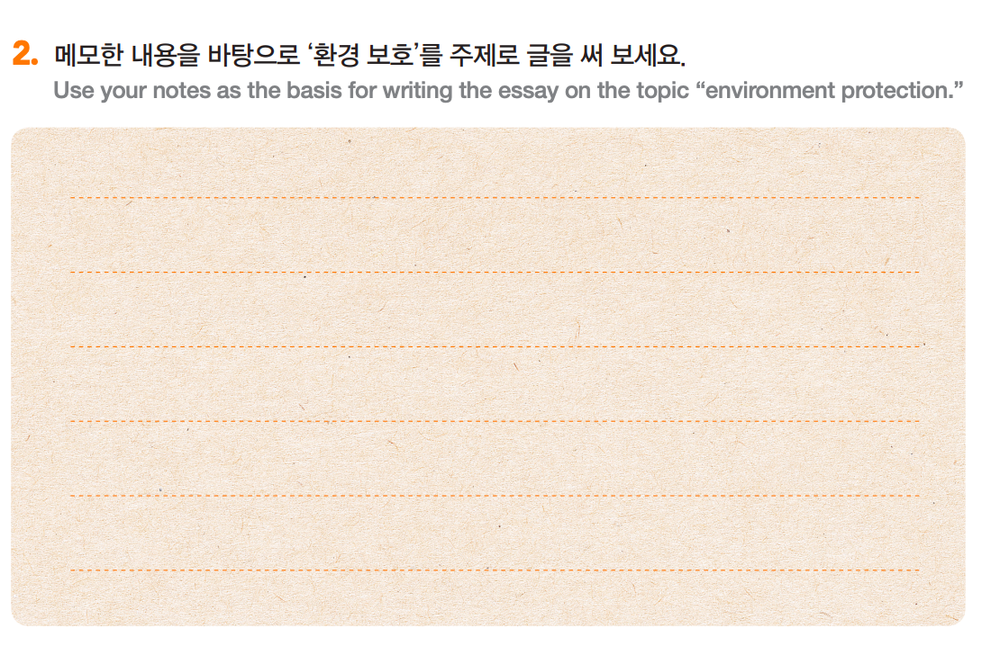 2. 메모한 내용을 바탕으로 ‘환경 보호’를 주제로 글을 써 보세요.
Use your notes as the basis for writing the essay on the topic “environment protection.”